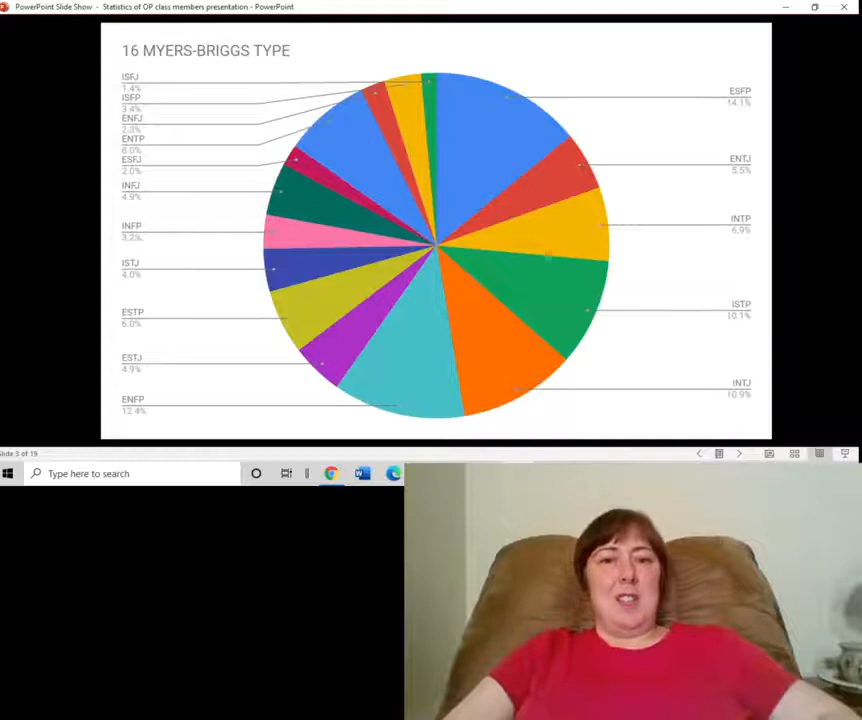 PowerPoint Slide Show - Statistics of OP class members presentation - PowerPoint
16 MYERS-BRIGGS TYPE
ISFJ
1.4%
ISFP
3.4%
ENFJ
2.3%
ENTP
8.0%
ESFJ
2.0%
INFJ
4.9%
INFP
3.2%
ISTJ
4.0%
ESTP
6.0%
ESTJ
4.9%
ENFP
12.4%
ESFP
14.1%
ENTJ
5.5%
INTP
6.9%
ISTP
10.1%
INTJ
10.9%
Slide 3 of 19
Type here to search